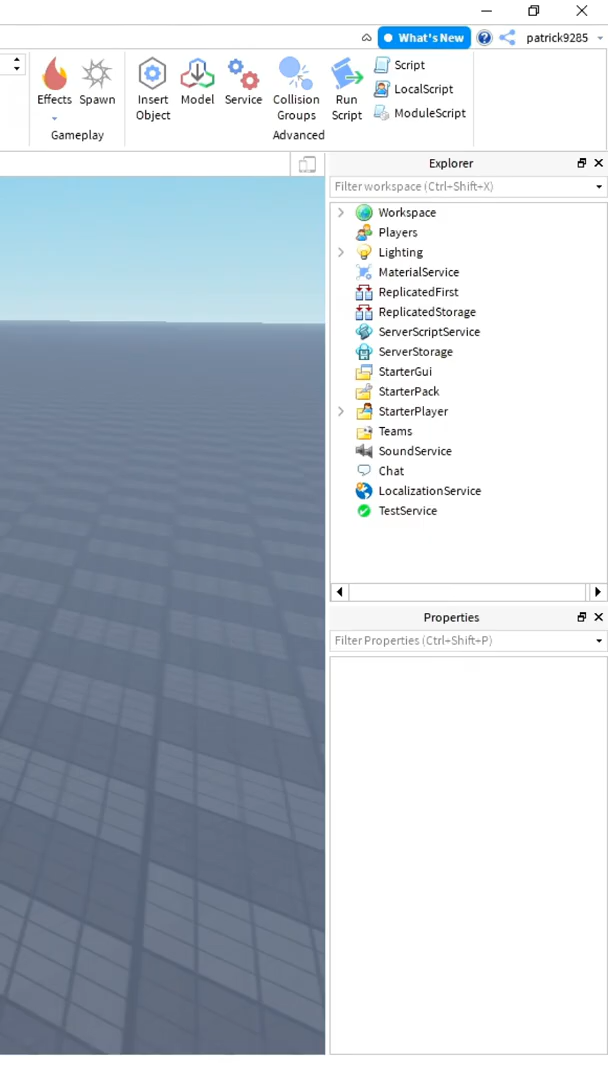 What's New
patrick9285
Effects
Spawn
Gameplay
Insert
Object
Model
Service
Collision
Groups
Run
Script
Script
LocalScript
ModuleScript
Advanced
Explorer
Filter workspace (Ctrl+Shift+X)
Workspace
Players
Lighting
MaterialService
ReplicatedFirst
ReplicatedStorage
ServerScriptService
ServerStorage
StarterGui
StarterPack
StarterPlayer
Teams
SoundService
Chat
LocalizationService
TestService
Properties
Filter Properties (Ctrl+Shift+P)